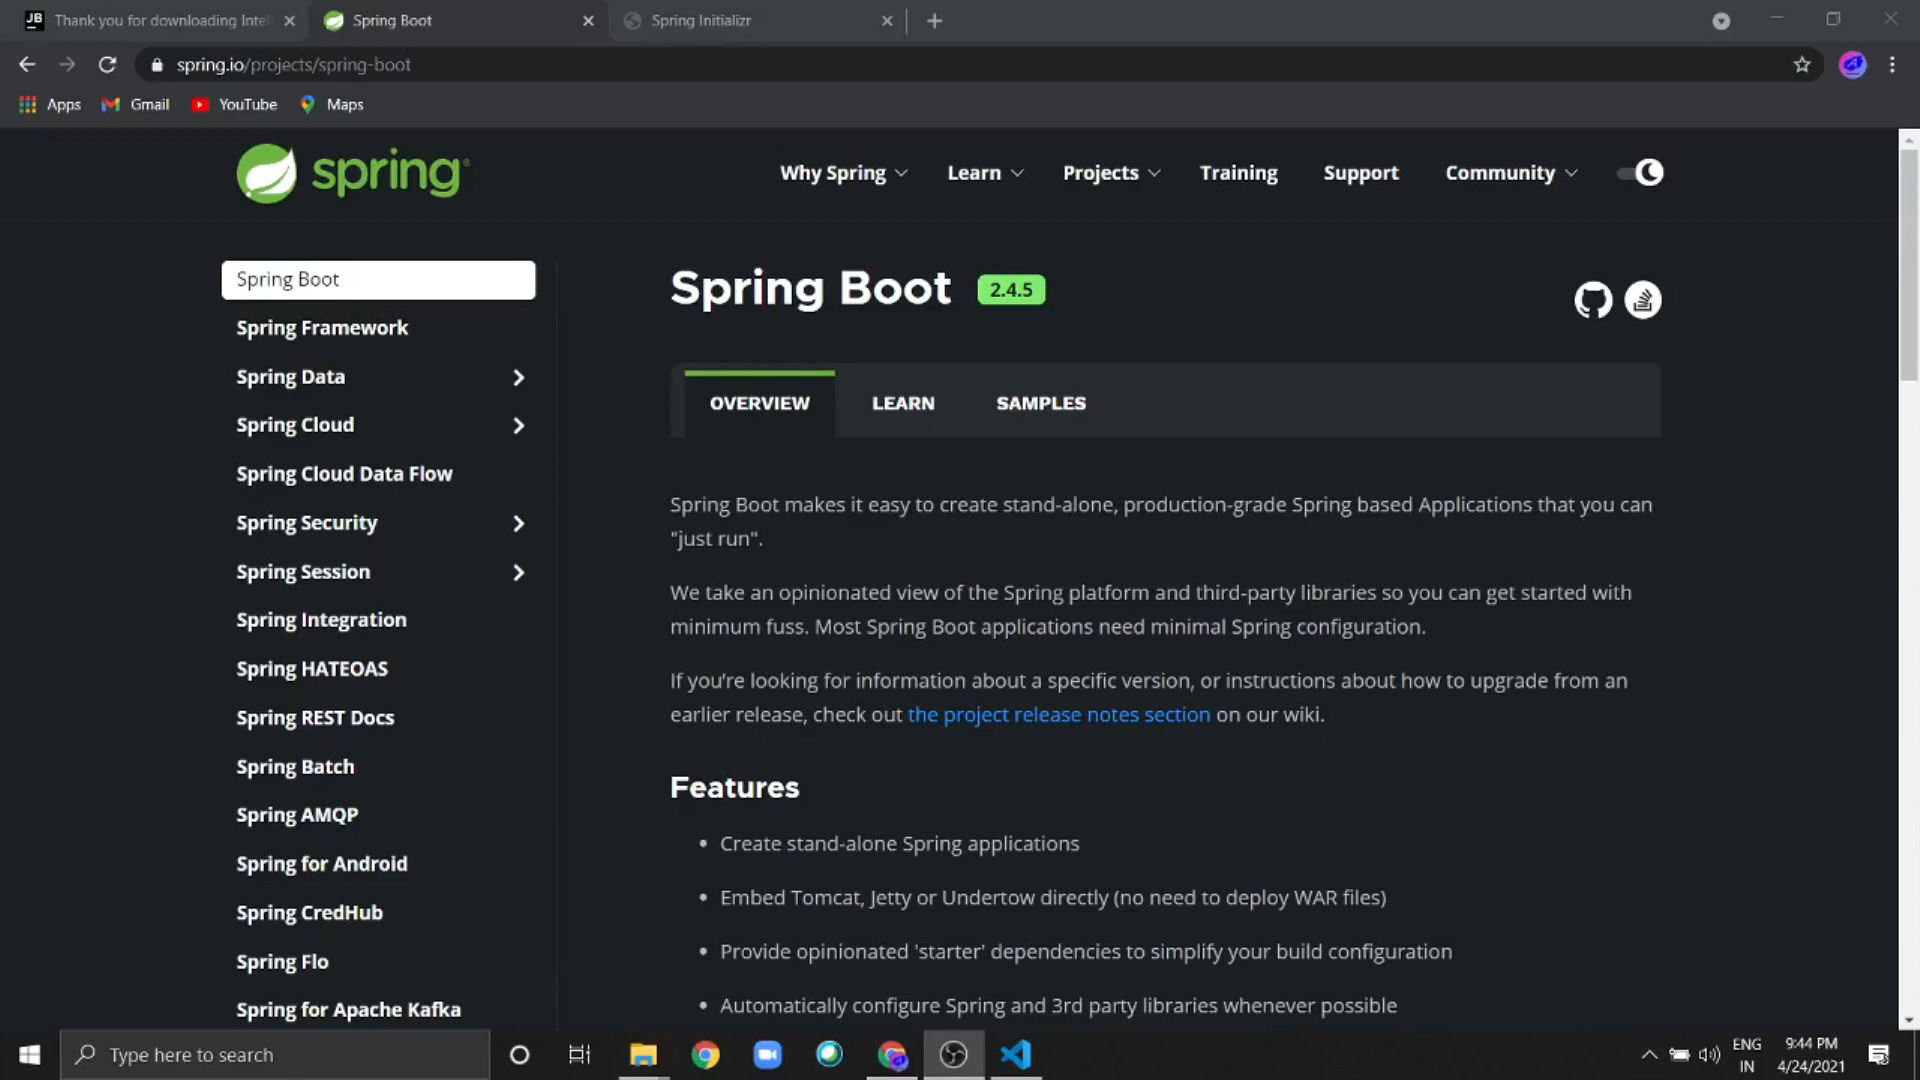 JB
Thank you for downloading Intel
Spring Boot
Spring Initializr
spring.io/projects/spring-boot
Apps
Gmail
YouTube
Maps
spring
Why Spring
Learn
Projects
Training
Support
Community
Spring Boot
Spring Framework
Spring Data
Spring Cloud
Spring Cloud Data Flow
Spring Security
Spring Session
Spring Integration
Spring HATEOAS
Spring REST Docs
Spring Batch
Spring AMQP
Spring for Android
Spring CredHub
Spring Flo
Spring for Apache Kafka
Spring Boot 2.4.5
OVERVIEW
LEARN
SAMPLES
Spring Boot makes it easy to create stand-alone, production-grade Spring based Applications that you can
"just run".
We take an opinionated view of the Spring platform and third-party libraries so you can get started with
minimum fuss. Most Spring Boot applications need minimal Spring configuration.
If you're looking for information about a specific version, or instructions about how to upgrade from an
earlier release, check out the project release notes section on our wiki.
Features
• Create stand-alone Spring applications
• Embed Tomcat, Jetty or Undertow directly (no need to deploy WAR files)
• Provide opinionated 'starter' dependencies to simplify your build configuration
• Automatically configure Spring and 3rd party libraries whenever possible
Type here to search
ENG
IN
9:44 PM
4/24/2021